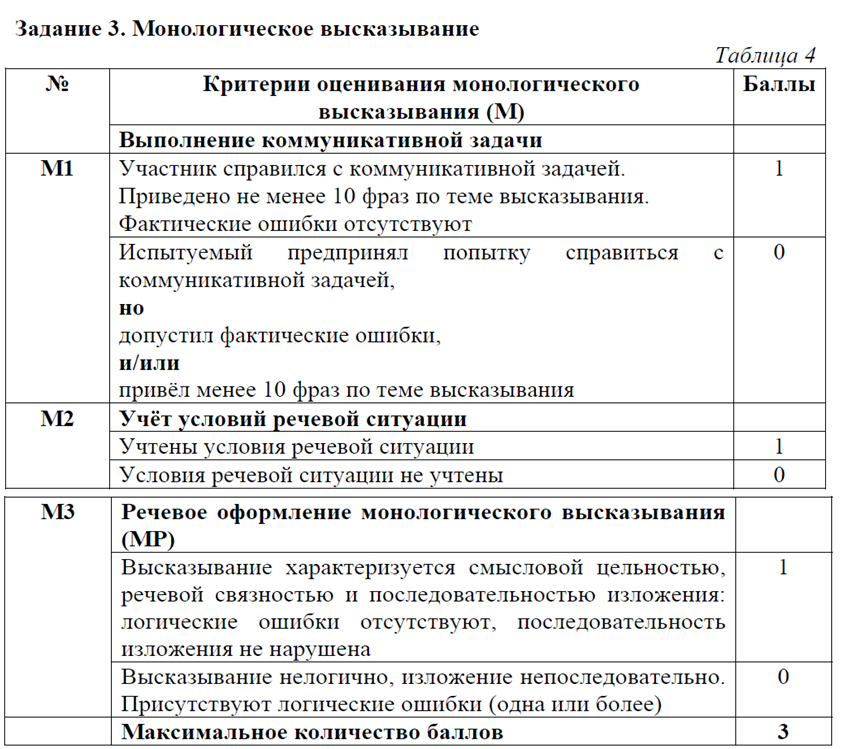 Задание 3. Монологическое высказывание
Таблица 4
№ Критерии оценивания монологического Баллы
высказывания (М)
Выполнение коммуникативной задачи
М1 Участник справился с коммуникативной задачей. 1
Приведено не менее 10 фраз по теме высказывания.
Фактические ошибки отсутствуют
Испытуемый предпринял попытку справиться с 0
коммуникативной задачей,
но
допустил фактические ошибки,
и/или
привёл менее 10 фраз по теме высказывания
М2 Учёт условий речевой ситуации
Учтены условия речевой ситуации 1
Условия речевой ситуации не учтены 0
М3 Речевое оформление монологического высказывания
(МР)
Высказывание характеризуется смысловой цельностью, 1
речевой связностью и последовательностью изложения:
логические ошибки отсутствуют, последовательность
изложения не нарушена
Высказывание нелогично, изложение непоследовательно. 0
Присутствуют логические ошибки (одна или более)
Максимальное количество баллов 3